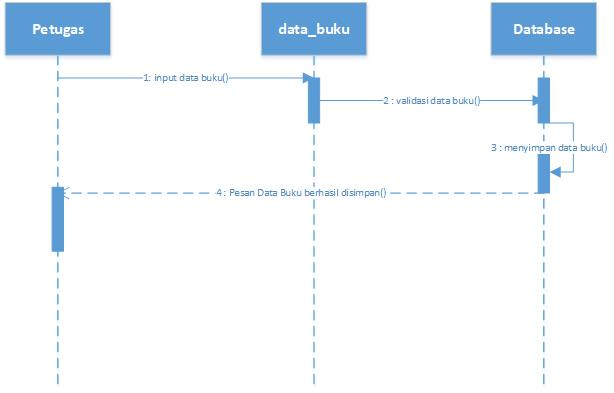 Petugas
data_buku
Database
1: input data buku()
2 : validasi data buku()
3 : menyimpan data buku()
4 : Pesan Data Buku berhasil disimpan()